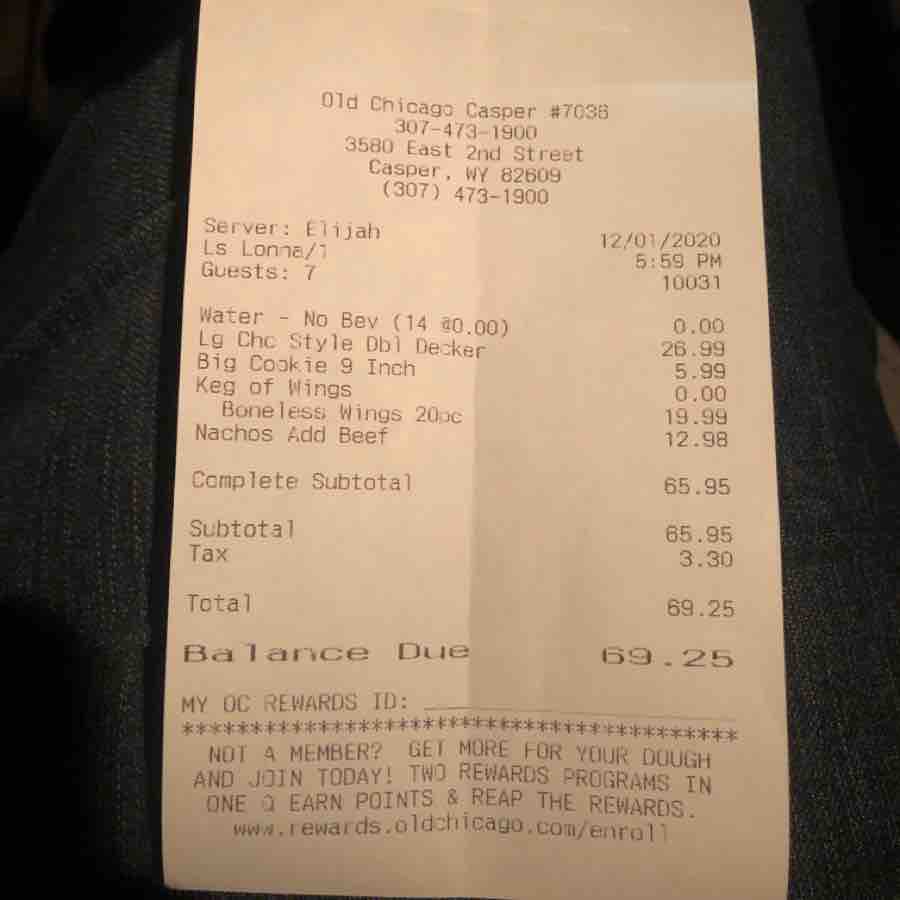 Old Chicago Casper #7036
307-473-1900
3580 East 2nd Street
Casper, WY 82609
(307) 473-1900
Server: Elijah 12/01/2020
Ls Lonna/1 5:59 PM
Guests: 7 10031
Water - No Bev (14 @0.00) 0.00
Lg Chc Style Dbl Decker 26.99
Big Cookie 9 Inch 5.99
Keg of Wings 0.00
Boneless Wings 20pc 19.99
Nachos Add Beef 12.98
Complete Subtotal 65.95
Subtotal 65.95
Tax 3.30
Total 69.25
Balance Due 69.25
MY OC REWARDS ID: ____________________
****************************************
NOT A MEMBER? GET MORE FOR YOUR DOUGH
AND JOIN TODAY! TWO REWARDS PROGRAMS IN
ONE Q EARN POINTS & REAP THE REWARDS.
www.rewards.oldchicago.com/enroll